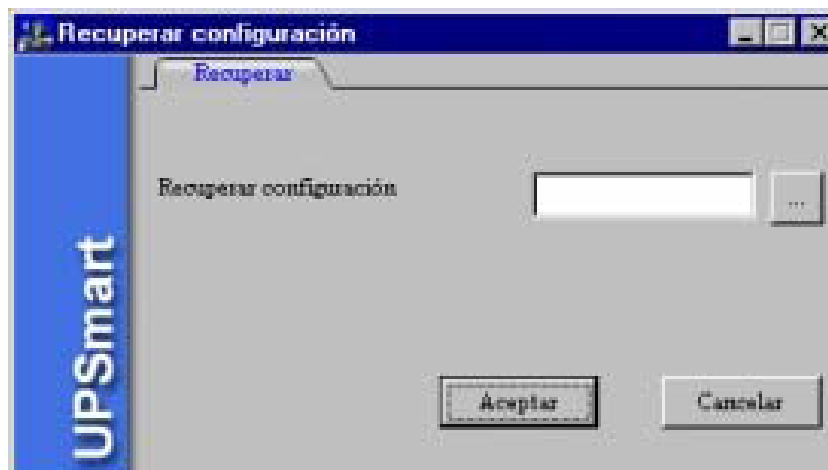 Recuperar configuración
Recuperar
Recuperar configuración
...
UPSmart
Aceptar
Cancelar